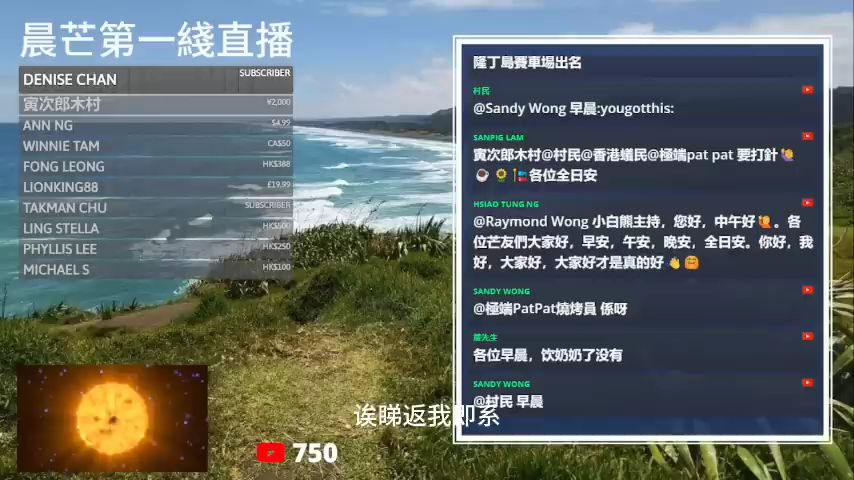 晨芒第一綫直播
DENISE CHAN SUBSCRIBER
寅次郎木村 ¥2,000
ANN NG $4.99
WINNIE TAM CA$50
FONG LEONG HK$388
LIONKING88 £19.99
TAKMAN CHU SUBSCRIBER
LING STELLA
PHYLLIS LEE HK$250
MICHAEL S HK$100
隆丁島賽車場出名
村民
@Sandy Wong 早晨:yougotthis:
SANPIG LAM
寅次郎木村@村民@香港蟻民@極端pat pat 要打針🙋
☕ 🌻 💈各位全日安
HSIAO TUNG NG
@Raymond Wong 小白熊主持，您好，中午好🙋。各
位芒友們大家好，早安，午安，晚安，全日安。你好，我
好，大家好，大家好才是真的好 👋 🤗
SANDY WONG
@極端PatPat燒烤員 係呀
楚先生
各位早晨，饮奶奶了没有
SANDY WONG
@村民 早晨
诶睇返我即系
750